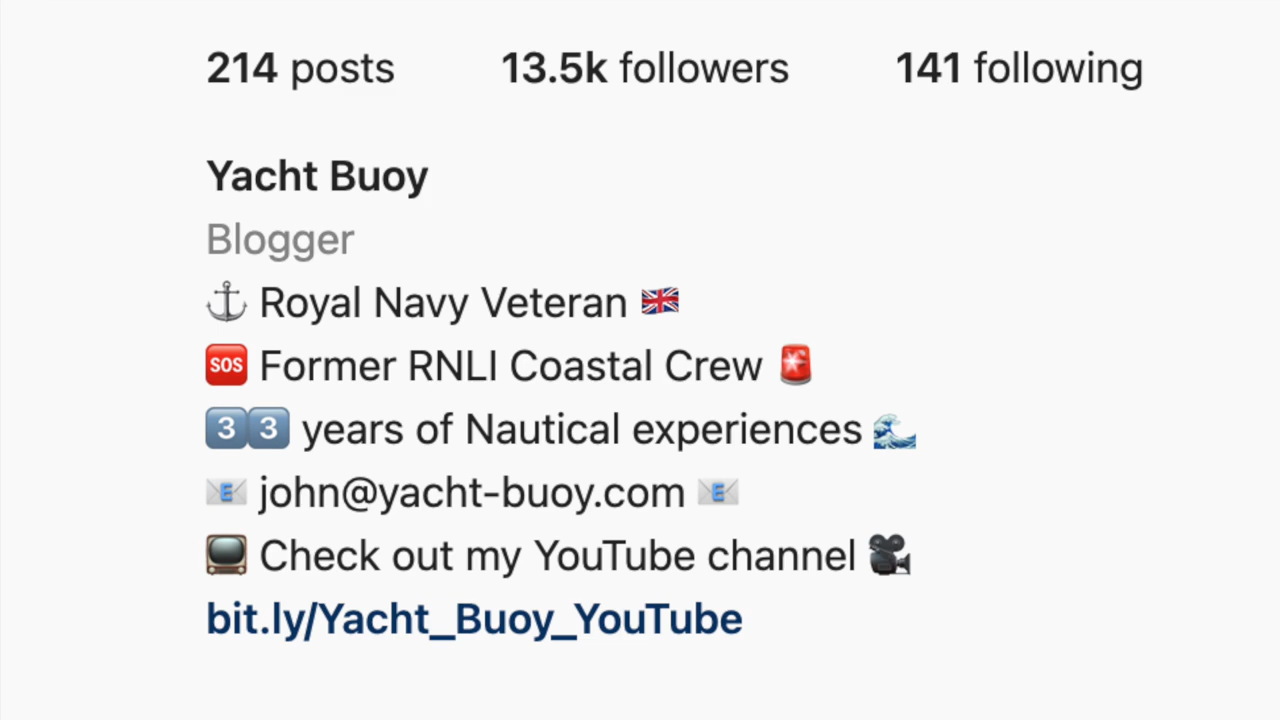 214 posts 13.5k followers 141 following
Yacht Buoy
Blogger
⚓ Royal Navy Veteran 🇬🇧
🆘 Former RNLI Coastal Crew 🚨
3️⃣3️⃣ years of Nautical experiences 🌊
📧 john@yacht-buoy.com 📧
📺 Check out my YouTube channel 🎥
bit.ly/Yacht_Buoy_YouTube